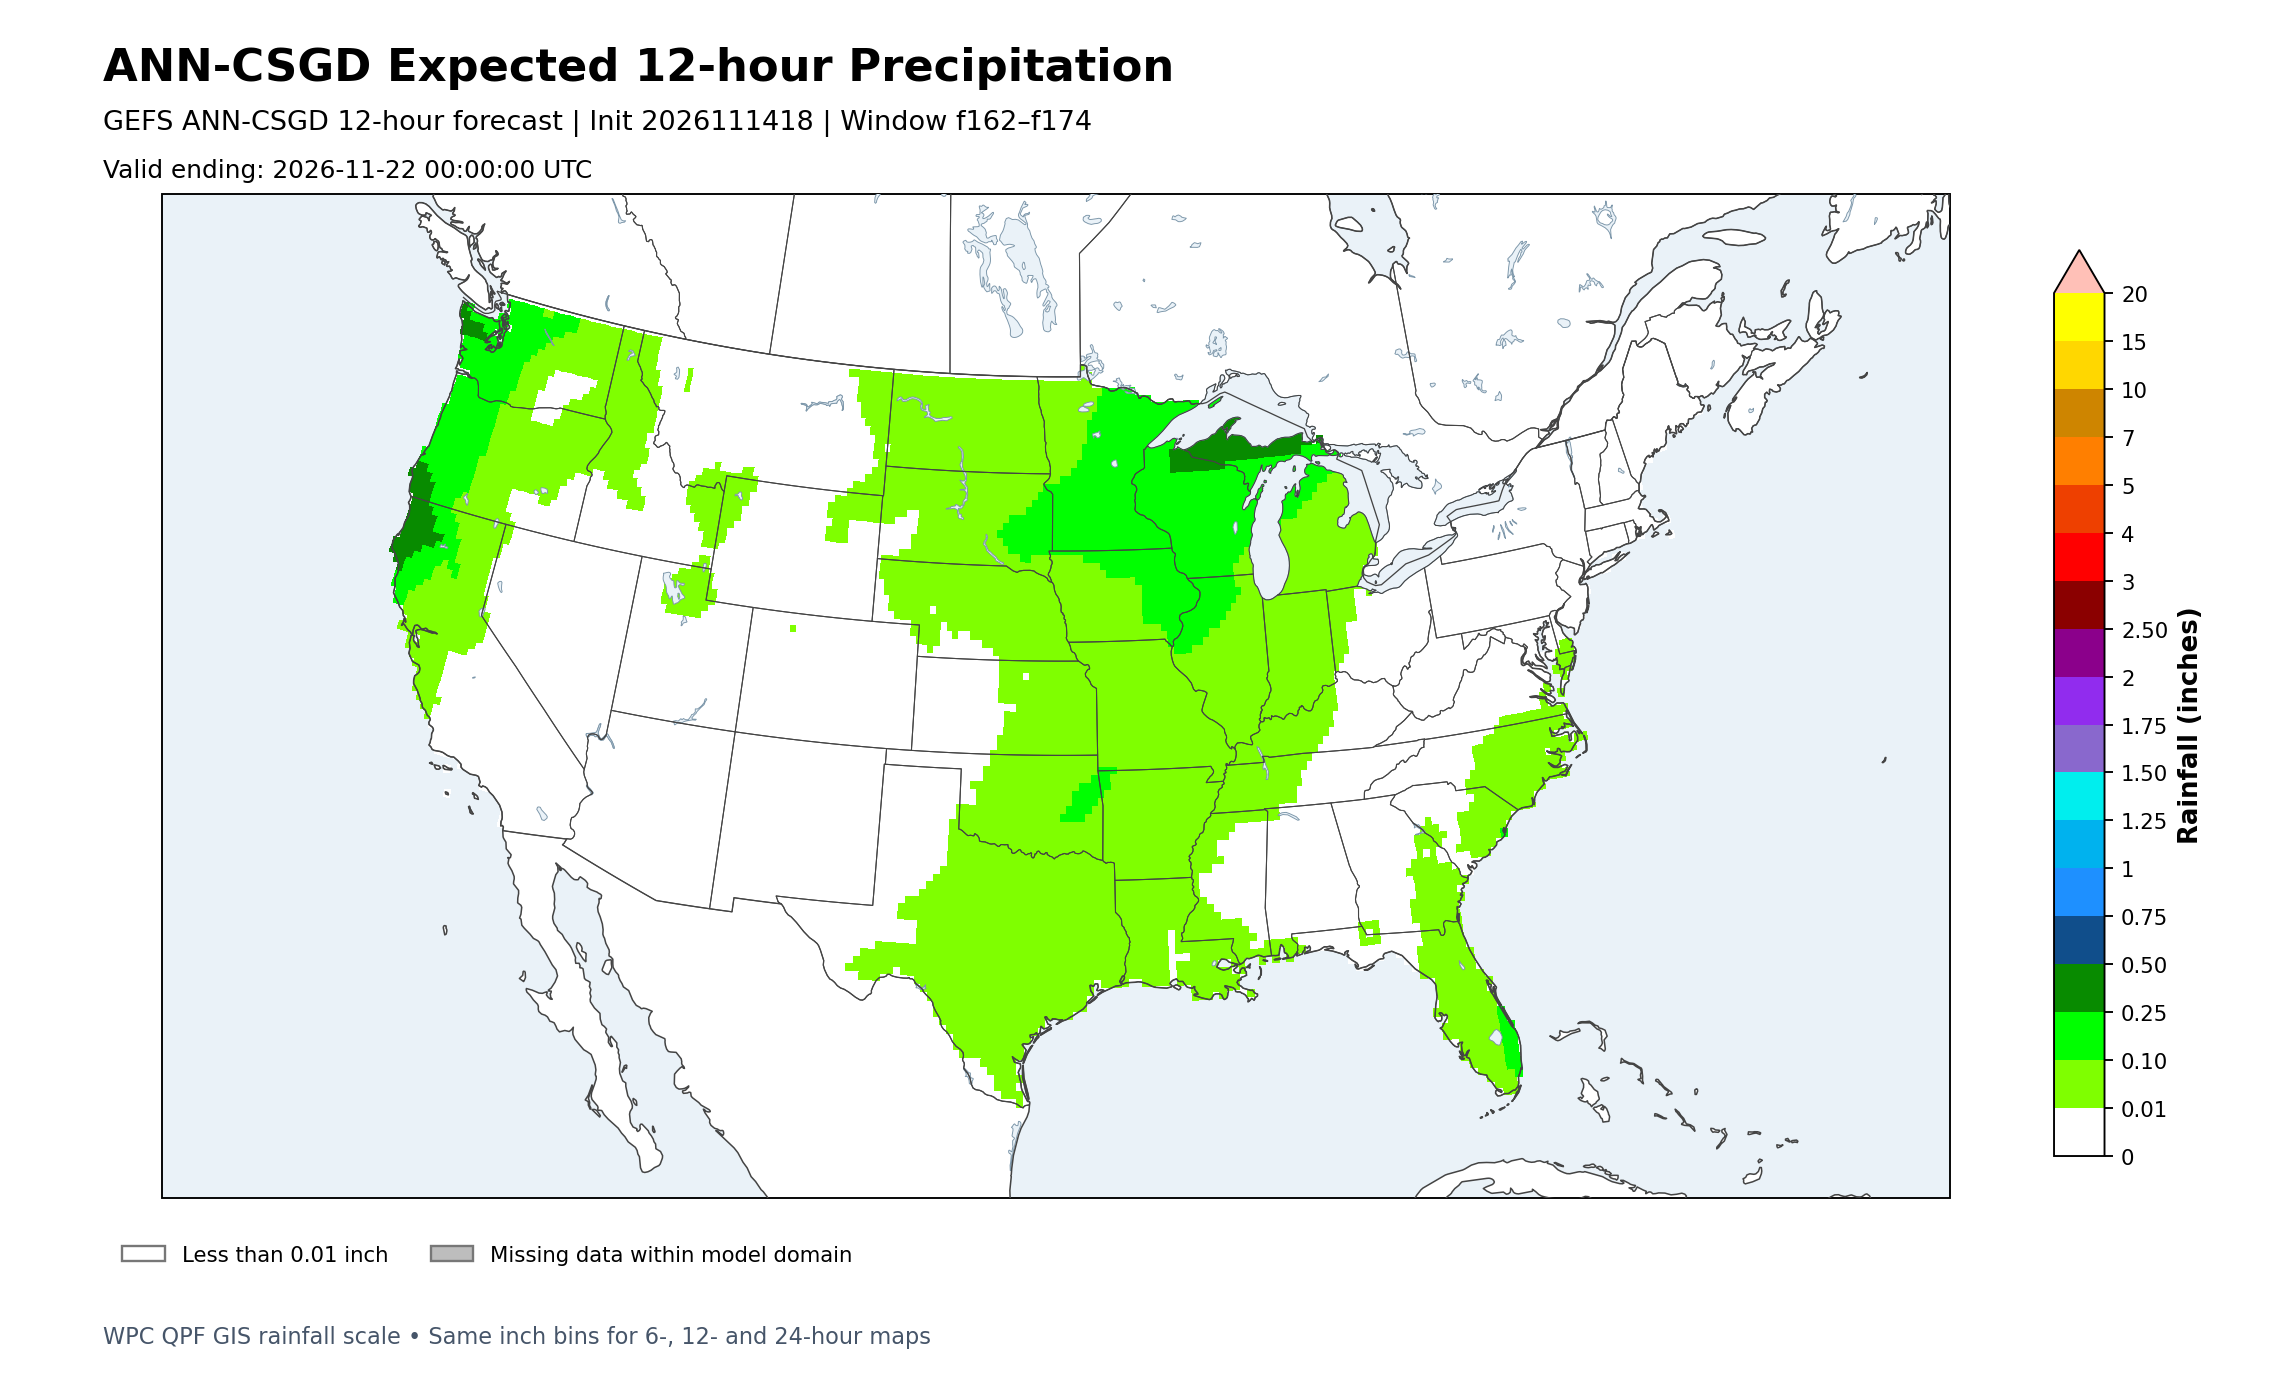 ANN-CSGD Expected 12-hour Precipitation
GEFS ANN-CSGD 12-hour forecast | Init 2026111418 | Window f162–f174
Valid ending: 2026-11-22 00:00:00 UTC
20
15
10
7
5
4
3
2.50
2
1.75
1.50
1.25
1
0.75
0.50
0.25
0.10
0.01
0
Rainfall (inches)
Less than 0.01 inch
Missing data within model domain
WPC QPF GIS rainfall scale • Same inch bins for 6-, 12- and 24-hour maps